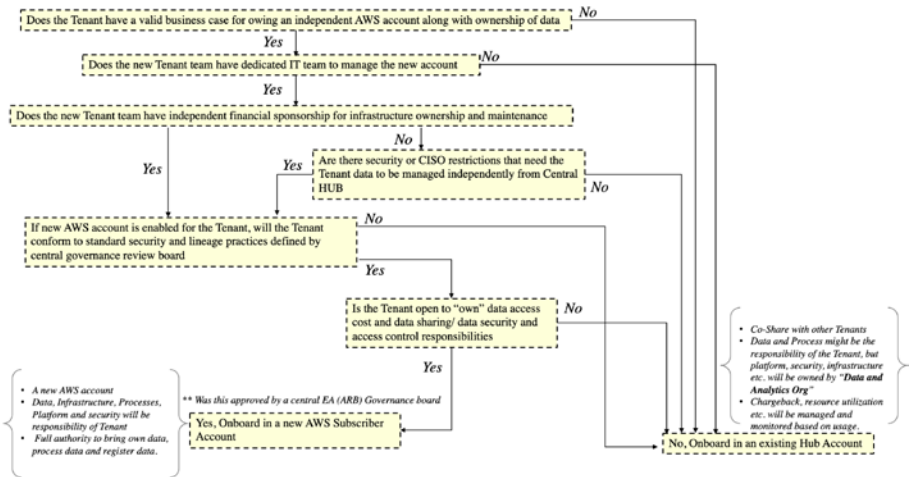 Does the Tenant have a valid business case for owing an independent AWS account along with ownership of data
No
Yes
Does the new Tenant team have dedicated IT team to manage the new account
No
Yes
Does the new Tenant team have independent financial sponsorship for infrastructure ownership and maintenance
No
Yes
Yes
Are there security or CISO restrictions that need the
Tenant data to be managed independently from Central
HUB
No
If new AWS account is enabled for the Tenant, will the Tenant
conform to standard security and lineage practices defined by
central governance review board
No
Yes
Is the Tenant open to “own” data access
cost and data sharing/ data security and
access control responsibilities
No
Yes
• Co-Share with other Tenants
• Data and Process might be the
responsibility of the Tenant, but
platform, security, infrastructure
etc. will be owned by “Data and
Analytics Org”
• Chargeback, resource utilization
etc. will be managed and
monitored based on usage.
• A new AWS account
• Data, Infrastructure, Processes,
Platform and security will be
responsibility of Tenant
• Full authority to bring own data,
process data and register data.
** Was this approved by a central EA (ARB) Governance board
Yes, Onboard in a new AWS Subscriber
Account
No, Onboard in an existing Hub Account